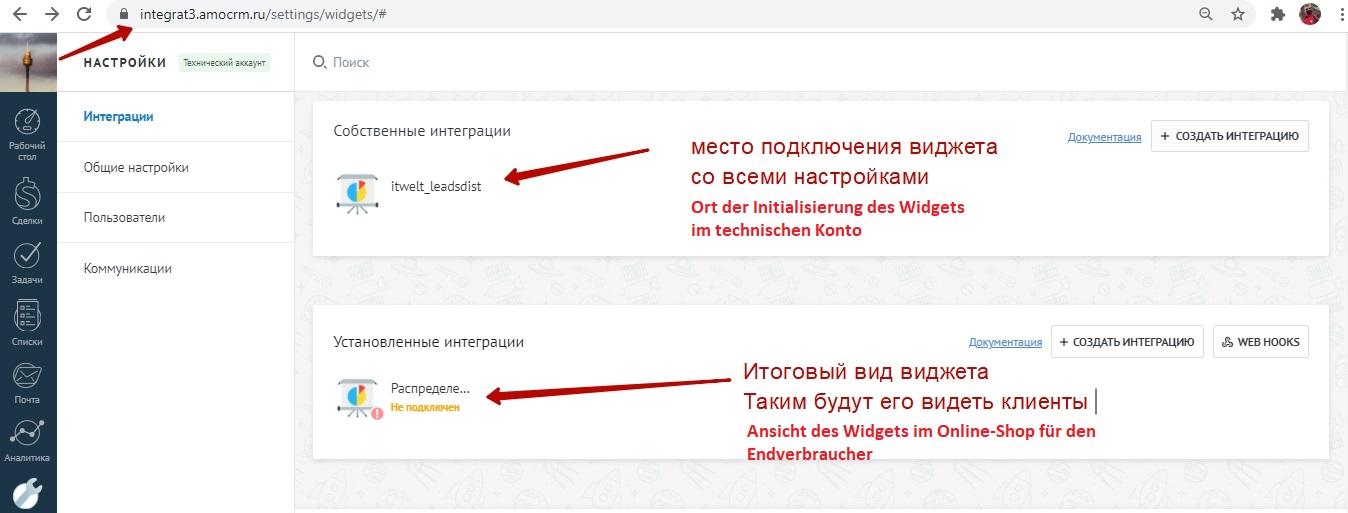 integrat3.amocrm.ru/settings/widgets/#
НАСТРОЙКИ Технический аккаунт
Поиск
Рабочий
стол
Сделки
Задачи
Списки
Почта
Аналитика
Интеграции
Общие настройки
Пользователи
Коммуникации
Собственные интеграции
Документация
+ СОЗДАТЬ ИНТЕГРАЦИЮ
itwelt_leadsdist
место подключения виджета
со всеми настройками
Ort der Initialisierung des Widgets
im technischen Konto
Установленные интеграции
Документация
+ СОЗДАТЬ ИНТЕГРАЦИЮ
WEB HOOKS
Распределе...
Не подключен
Итоговый вид виджета
Таким будут его видеть клиенты
Ansicht des Widgets im Online-Shop für den
Endverbraucher